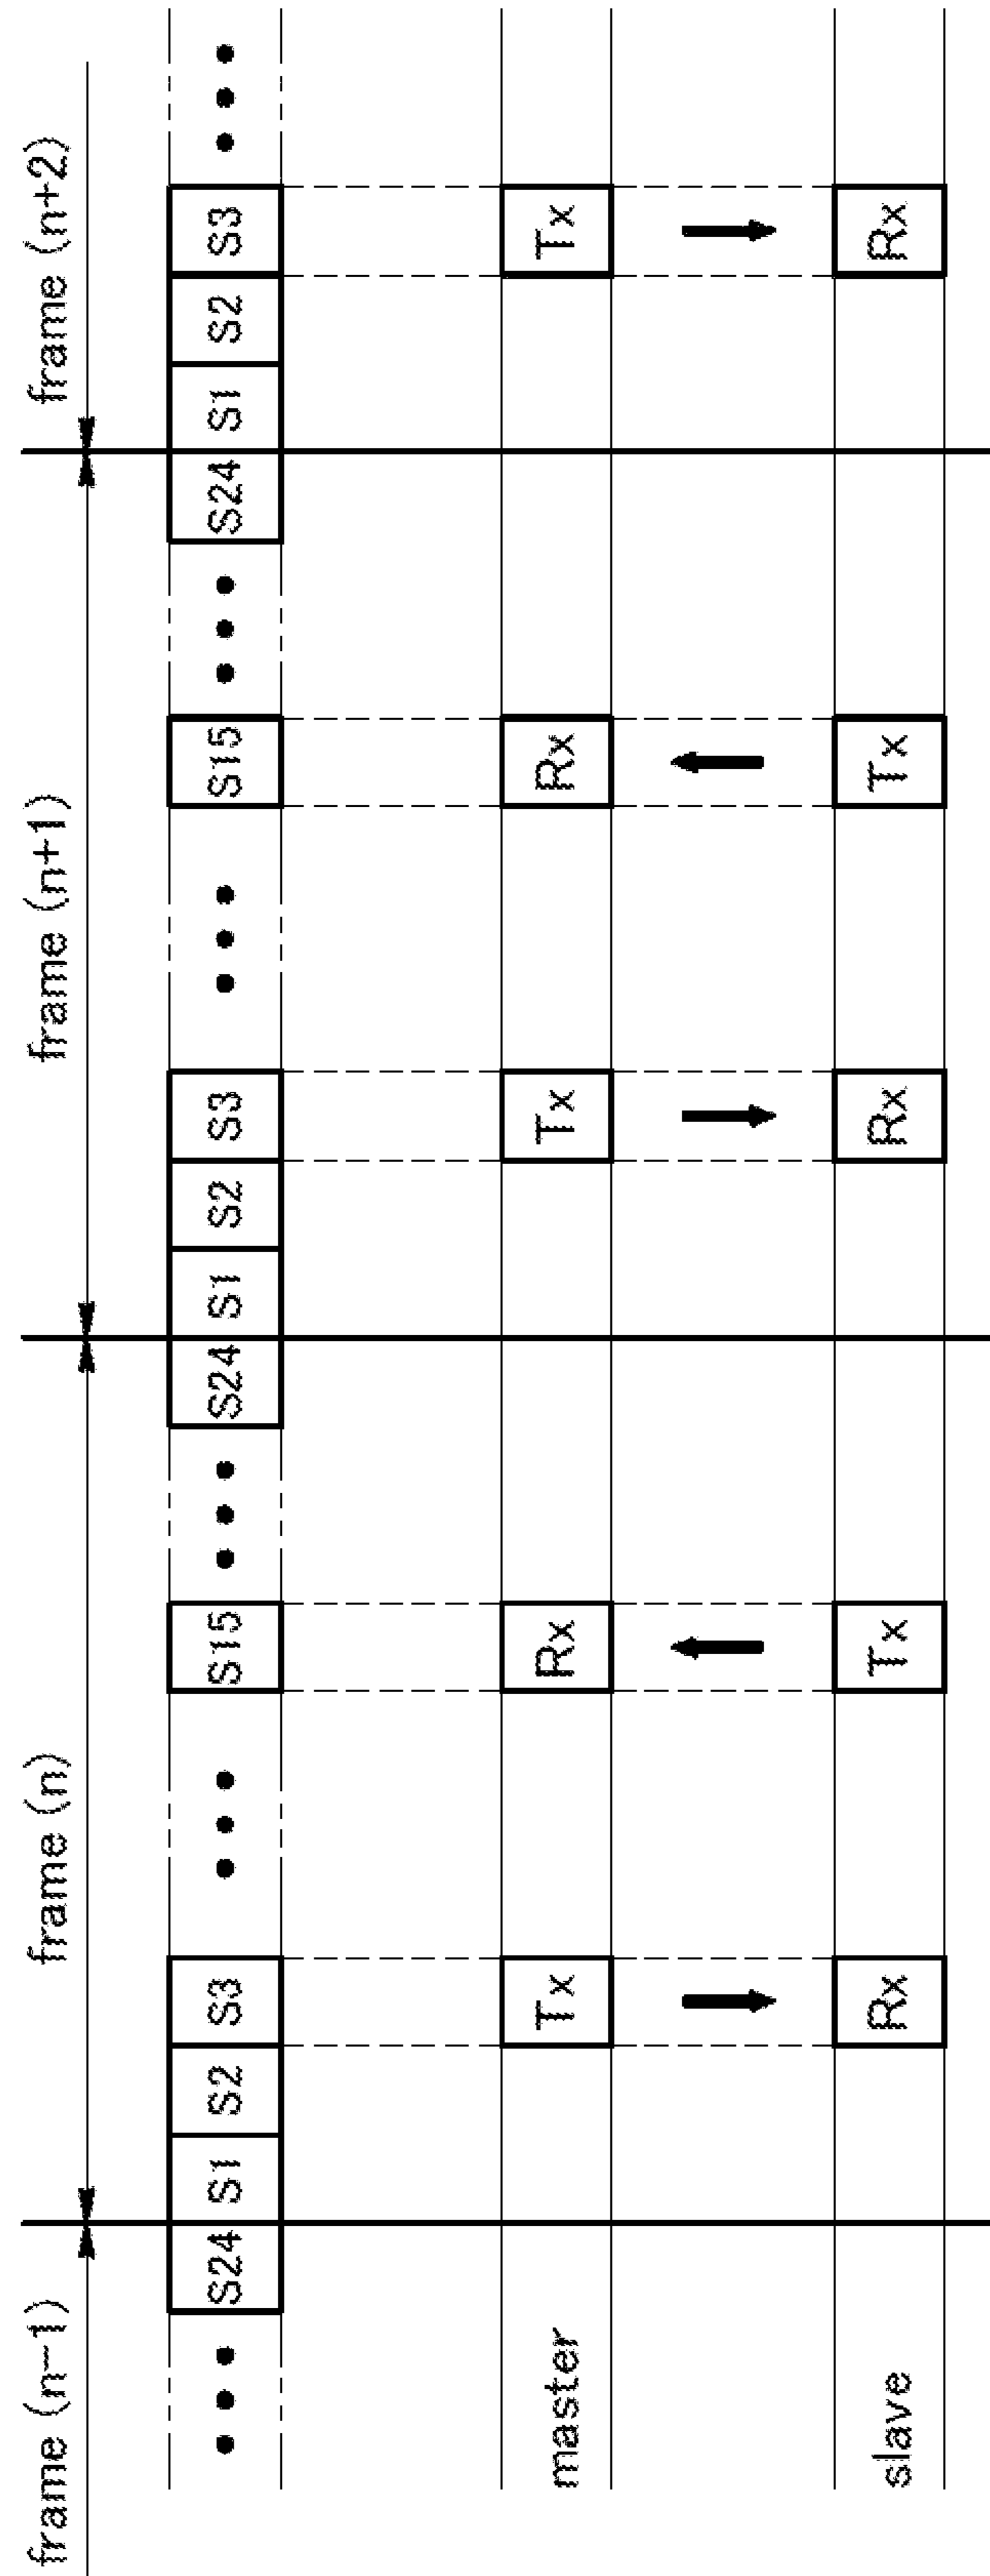 frame (n-1) frame (n) frame (n+1) frame (n+2)
S24 S1 S2 S3 S15 S24 S1 S2 S3 S15 S24 S1 S2 S3
master Tx Rx Tx Rx Tx
slave Rx Tx Rx Tx Rx